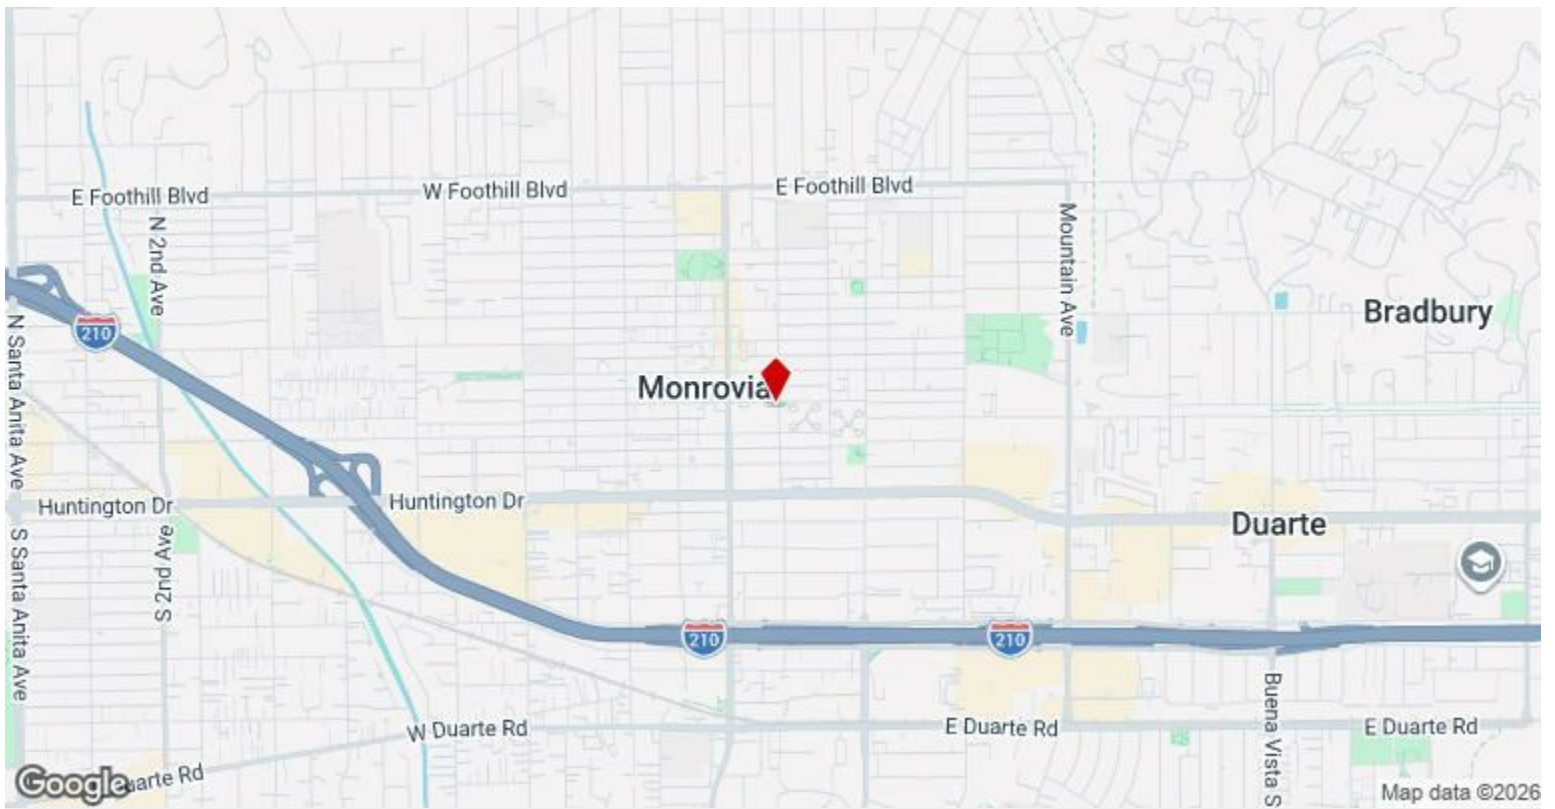 E Foothill Blvd
W Foothill Blvd
E Foothill Blvd
N 2nd Ave
Mountain Ave
Bradbury
210
N Santa Anita Ave
Monrovia
Huntington Dr
Huntington Dr
Duarte
S 2nd Ave
S Santa Anita Ave
210
210
Buena Vista S
W Duarte Rd
E Duarte Rd
E Duarte Rd
Google
uarte Rd
Map data ©2026